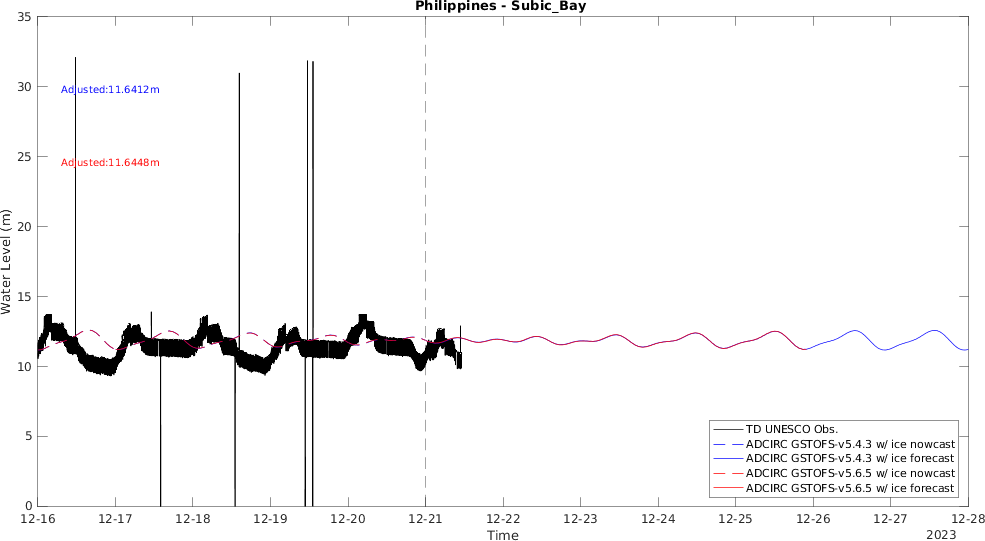 Philippines - Subic_Bay
35
30
25
20
15
10
5
0
Water Level (m)
Adjusted:11.6412m
Adjusted:11.6448m
TD UNESCO Obs.
ADCIRC GSTOFS-v5.4.3 w/ ice nowcast
ADCIRC GSTOFS-v5.4.3 w/ ice forecast
ADCIRC GSTOFS-v5.6.5 w/ ice nowcast
ADCIRC GSTOFS-v5.6.5 w/ ice forecast
12-16 12-17 12-18 12-19 12-20 12-21 12-22 12-23 12-24 12-25 12-26 12-27 12-28
Time
2023